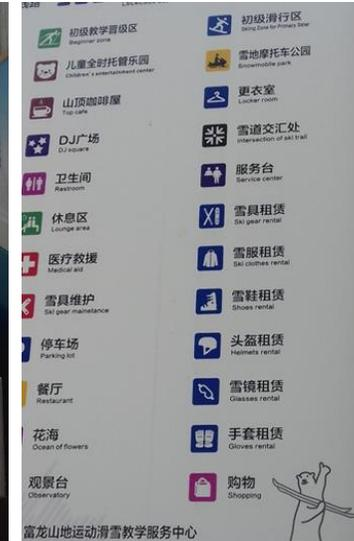 初级教学晋级区
Beginner zone
儿童全时托管乐园
Children's entertainment center
山顶咖啡屋
Top cafe
DJ广场
DJ square
卫生间
Restroom
休息区
Lounge area
医疗救援
Medical aid
雪具维护
Ski gear mainetance
停车场
Parking lot
餐厅
Restaurant
花海
Ocean of flowers
观景台
Observatory
初级滑行区
Skiing Zone for Primary Skier
雪地摩托车公园
Snowmobile park
更衣室
Locker room
雪道交汇处
Intersection of ski trail
服务台
Service center
雪具租赁
Ski gear rental
雪服租赁
Ski clothes rental
雪鞋租赁
Shoes rental
头盔租赁
Helmets rental
雪镜租赁
Glasses rental
手套租赁
Gloves rental
购物
Shopping
富龙山地运动滑雪教学服务中心